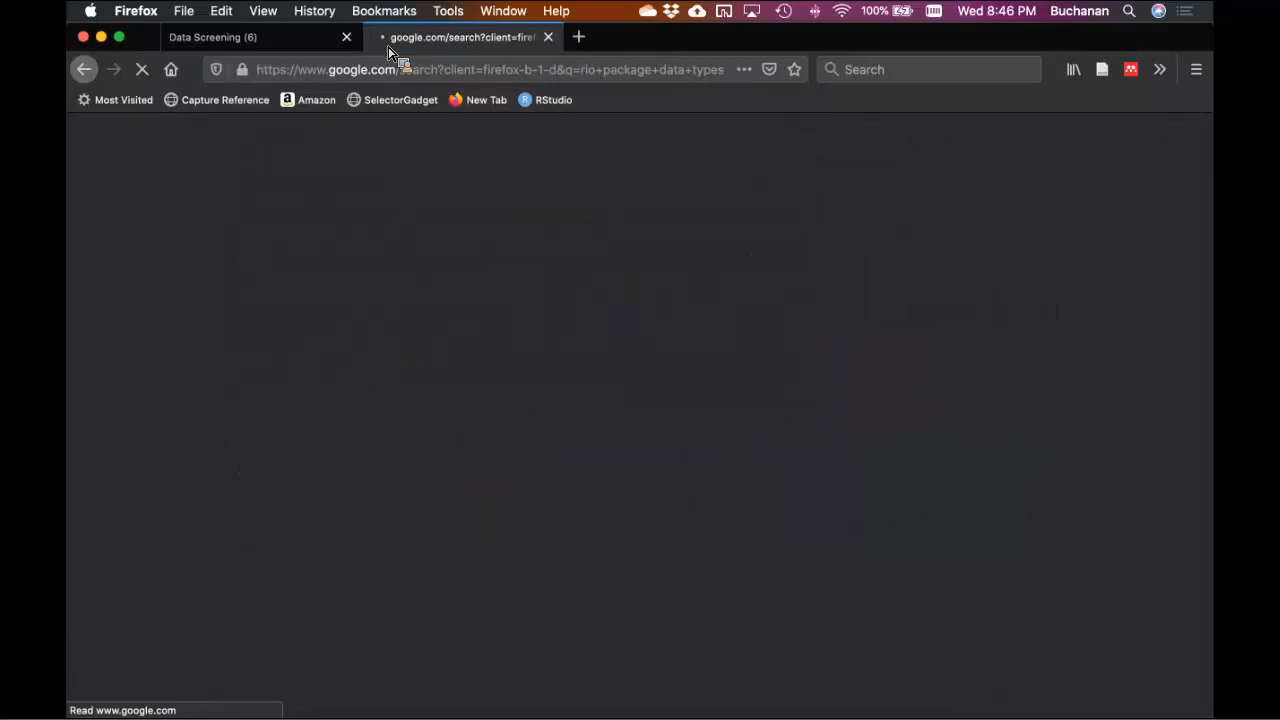 Firefox File Edit View History Bookmarks Tools Window Help 100% Wed 8:46 PM Buchanan
Data Screening (6) google.com/search?client=firef
https://www.google.com/search?client=firefox-b-1-d&q=rio+package+data+types Search
Most Visited Capture Reference Amazon SelectorGadget New Tab RStudio
Read www.google.com